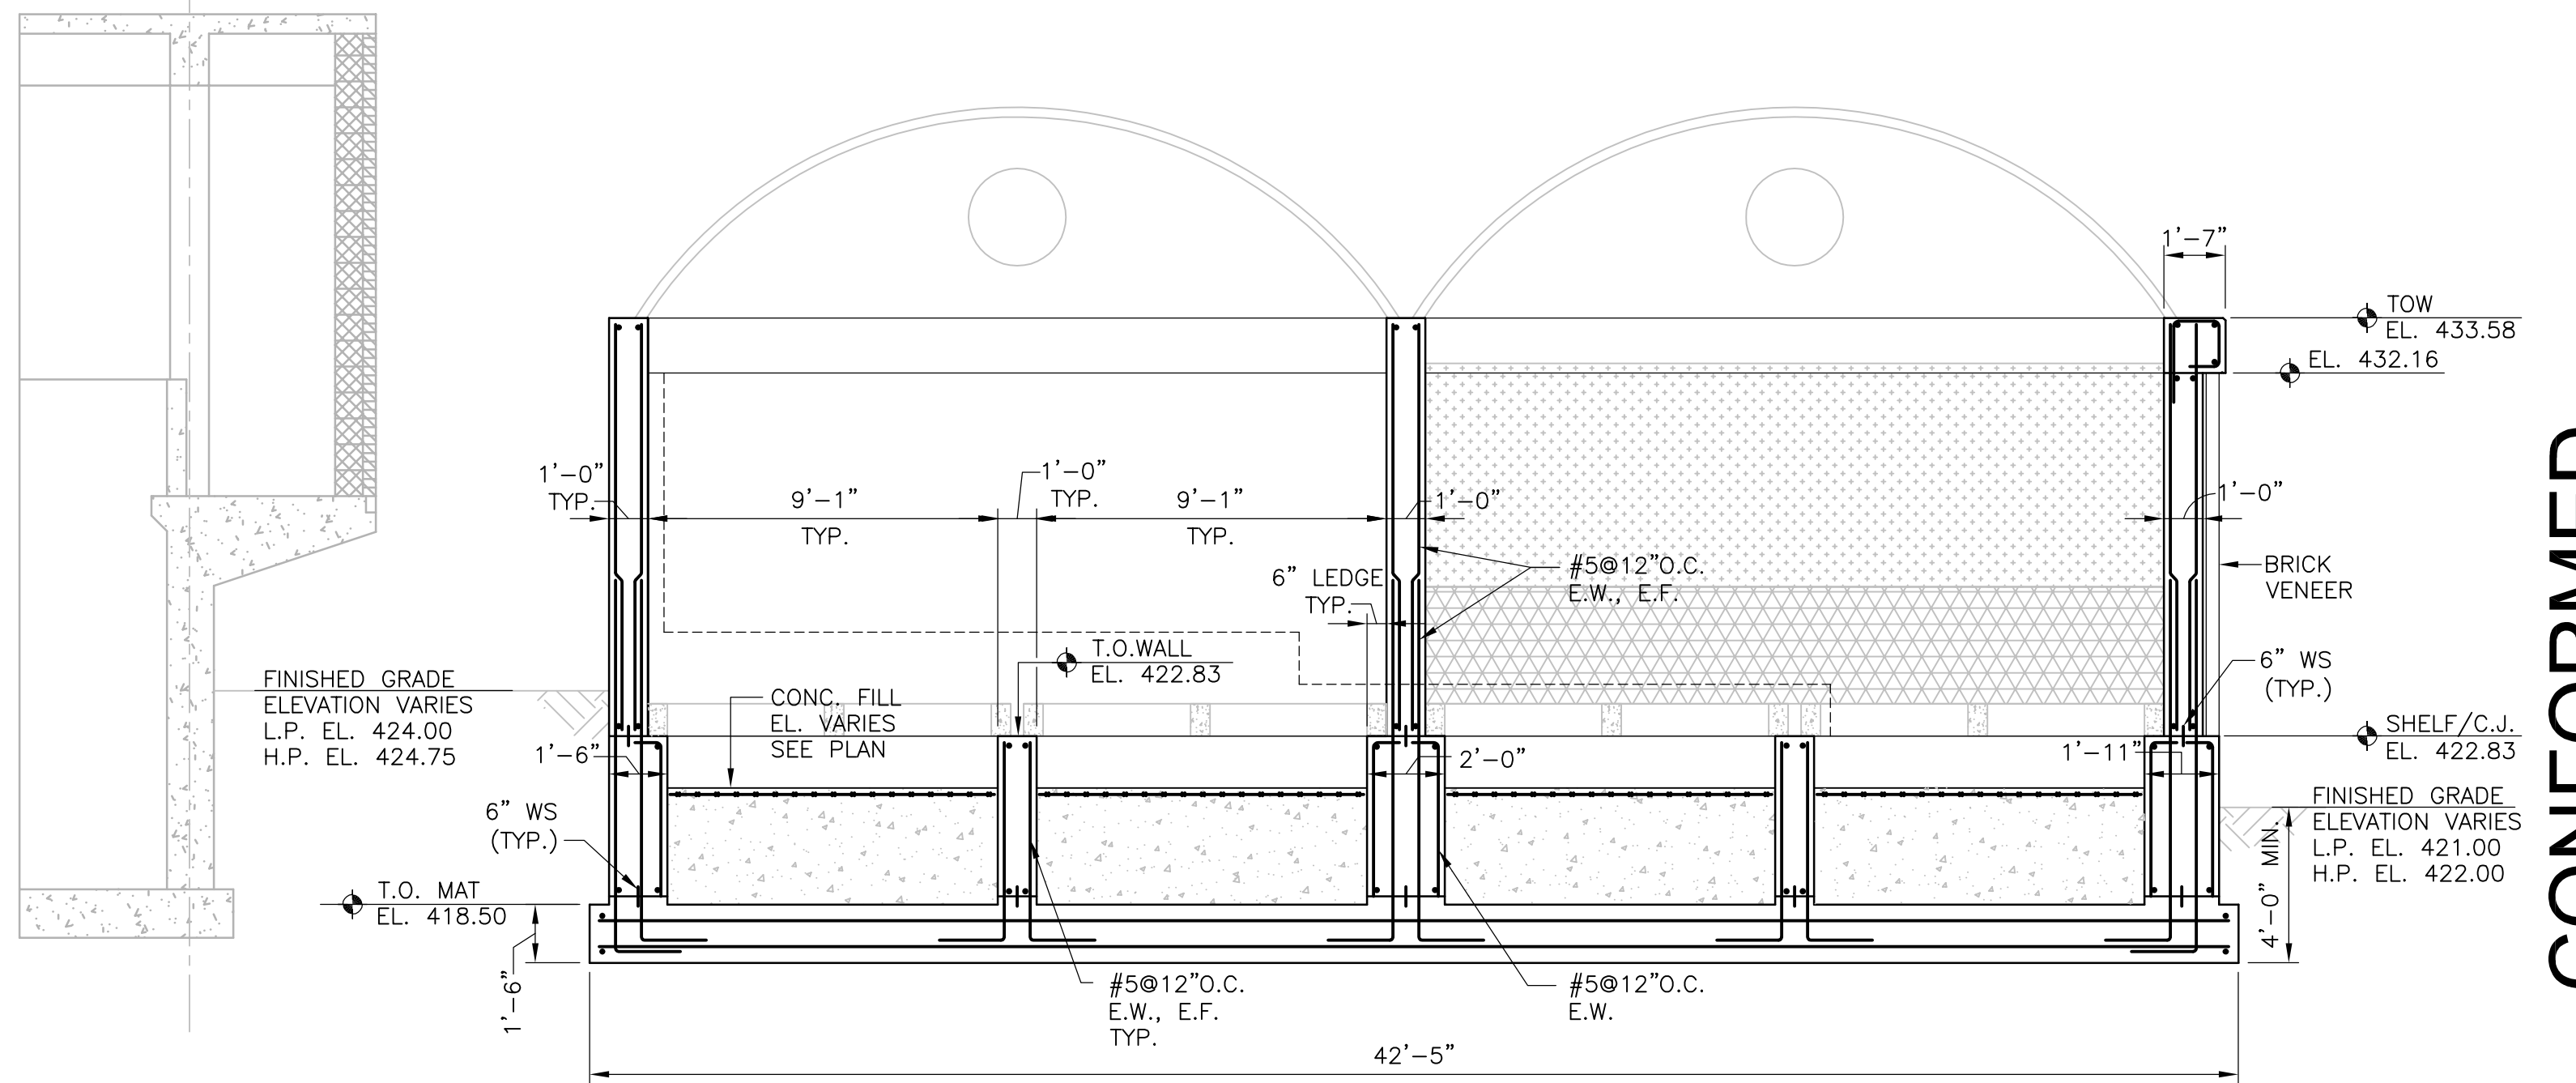 1'-7"
TOW
EL. 433.58
EL. 432.16
1'-0"
TYP.
9'-1"
TYP.
1'-0"
TYP.
9'-1"
TYP.
1'-0"
1'-0"
6" LEDGE
TYP.
#5@12"O.C.
E.W., E.F.
BRICK
VENEER
T.O.WALL
EL. 422.83
6" WS
(TYP.)
FINISHED GRADE
ELEVATION VARIES
L.P. EL. 424.00
H.P. EL. 424.75
CONC. FILL
EL. VARIES
SEE PLAN
SHELF/C.J.
EL. 422.83
1'-6"
2'-0"
1'-11"
6" WS
(TYP.)
FINISHED GRADE
ELEVATION VARIES
L.P. EL. 421.00
H.P. EL. 422.00
T.O. MAT
EL. 418.50
4'-0" MIN.
1'-6"
#5@12"O.C.
E.W., E.F.
TYP.
#5@12"O.C.
E.W.
42'-5"
CONFORMED